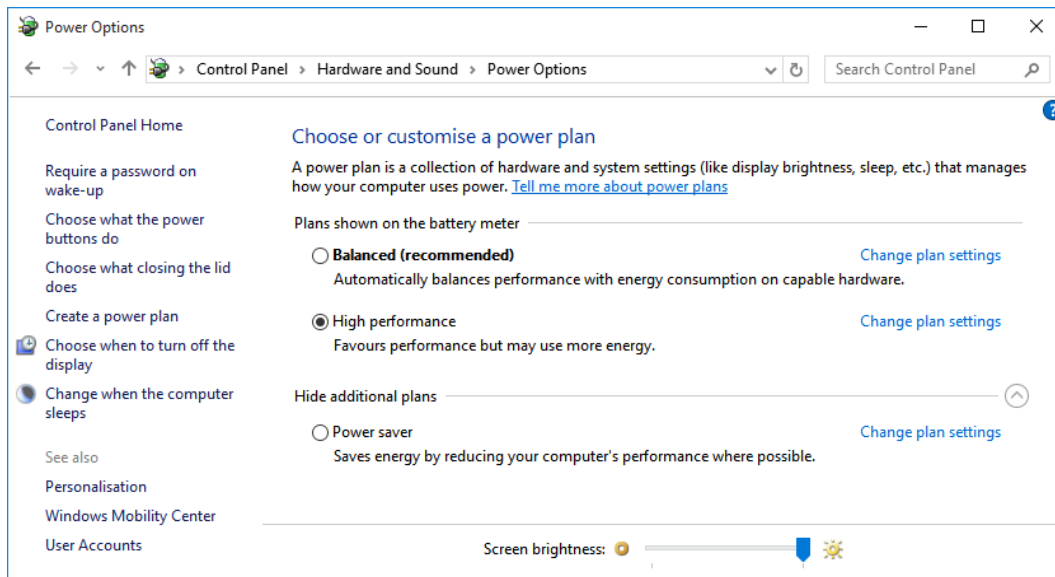 Power Options
Control Panel > Hardware and Sound > Power Options
Search Control Panel
Control Panel Home
Require a password on
wake-up
Choose what the power
buttons do
Choose what closing the lid
does
Create a power plan
Choose when to turn off the
display
Change when the computer
sleeps
See also
Personalisation
Windows Mobility Center
User Accounts
?
Choose or customise a power plan
A power plan is a collection of hardware and system settings (like display brightness, sleep, etc.) that manages
how your computer uses power. Tell me more about power plans
Plans shown on the battery meter
Balanced (recommended)
Change plan settings
Automatically balances performance with energy consumption on capable hardware.
High performance
Change plan settings
Favours performance but may use more energy.
Hide additional plans
Power saver
Change plan settings
Saves energy by reducing your computer's performance where possible.
Screen brightness: